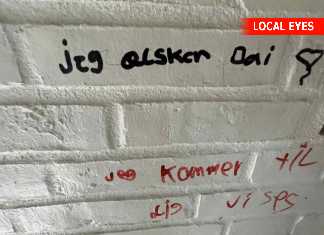 LOCAL EYES
jeg elsker Dai
jeg kommer til
dig vi ses